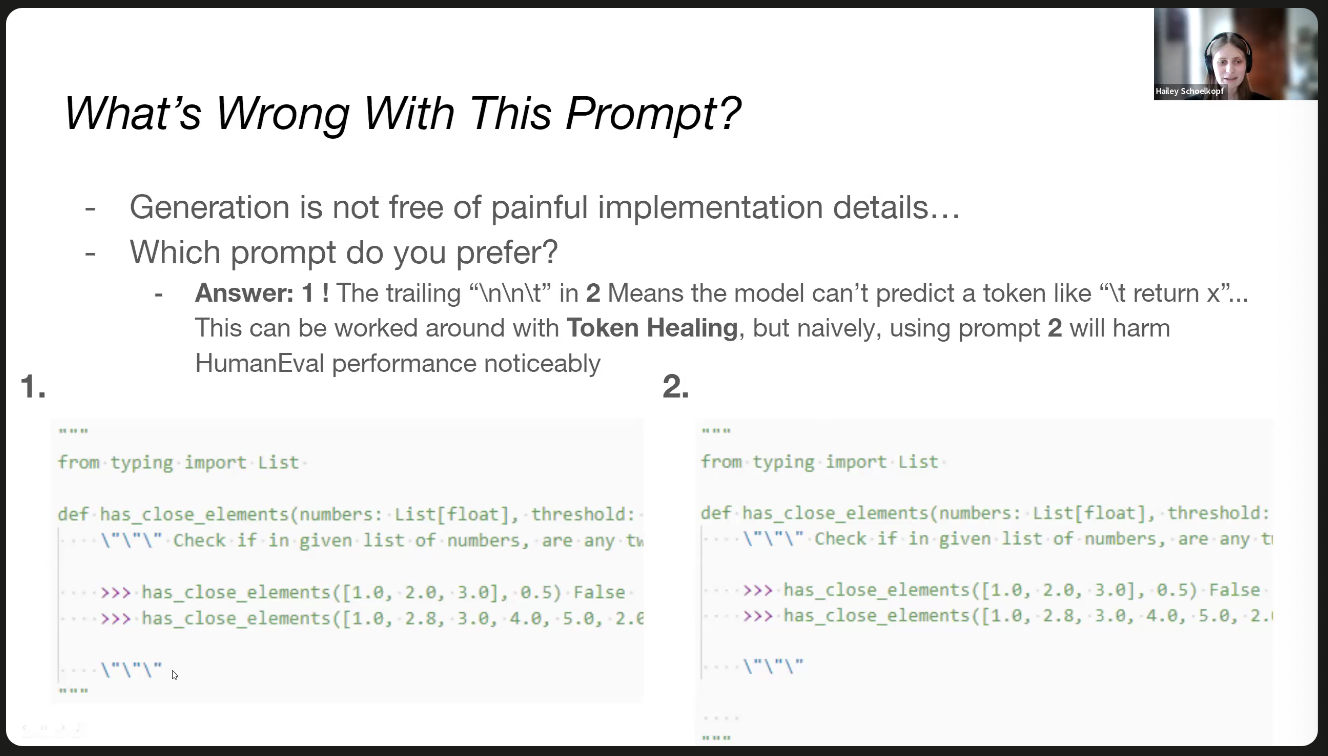 Hailey Schoelkopf
What's Wrong With This Prompt?
- Generation is not free of painful implementation details…
- Which prompt do you prefer?
- Answer: 1 ! The trailing “\n\n\t” in 2 Means the model can't predict a token like “\t return x”...
This can be worked around with Token Healing, but naively, using prompt 2 will harm
HumanEval performance noticeably
1.
"""
from typing import List
def has_close_elements(numbers: List[float], threshold:
\"\"\" Check if in given list of numbers, are any
>>> has_close_elements([1.0, 2.0, 3.0], 0.5) False
>>> has_close_elements([1.0, 2.8, 3.0, 4.0, 5.0, 2.0
\"\"\"
"""
2.
"""
from typing import List
def has_close_elements(numbers: List[float], threshold:
\"\"\" Check if in given list of numbers, are any
>>> has_close_elements([1.0, 2.0, 3.0], 0.5) False
>>> has_close_elements([1.0, 2.8, 3.0, 4.0, 5.0, 2.
\"\"\"
"""